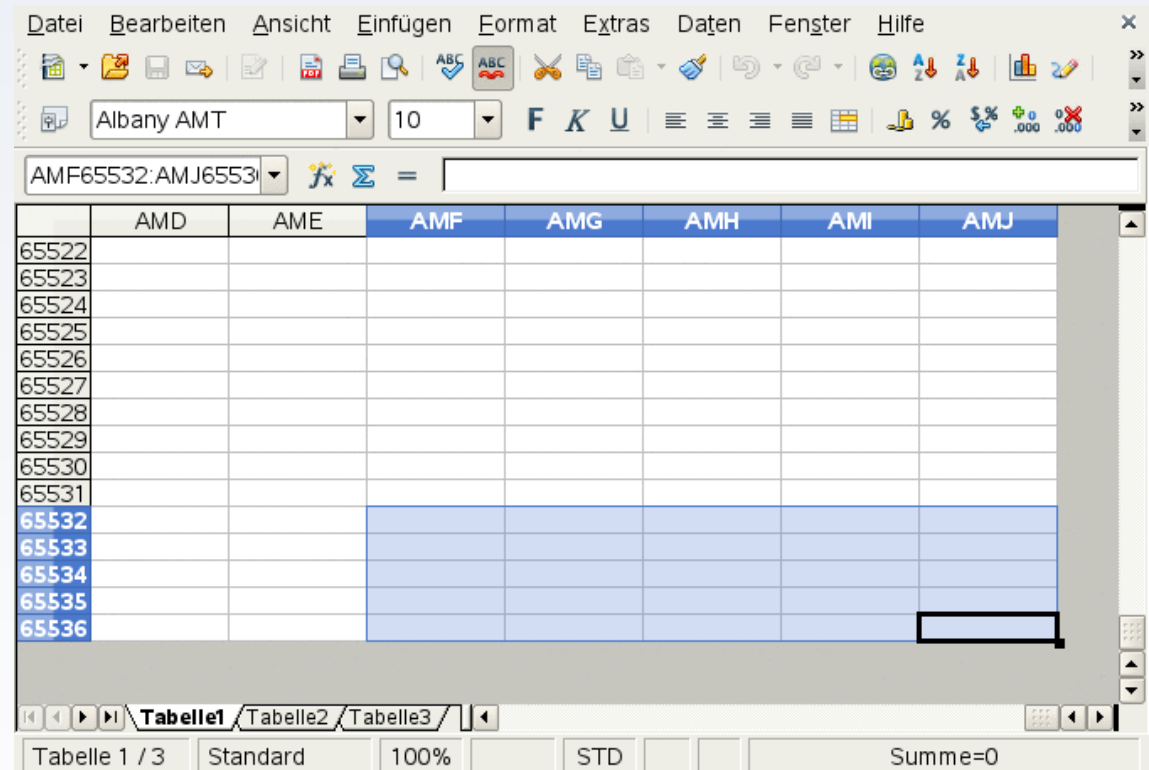 Datei Bearbeiten Ansicht Einfügen Format Extras Daten Fenster Hilfe
Albany AMT 10 F K U
AMF65532:AMJ6553
AMD AME AMF AMG AMH AMI AMJ
65522
65523
65524
65525
65526
65527
65528
65529
65530
65531
65532
65533
65534
65535
65536
Tabelle1 Tabelle2 Tabelle3
Tabelle 1 / 3 Standard 100% STD Summe=0